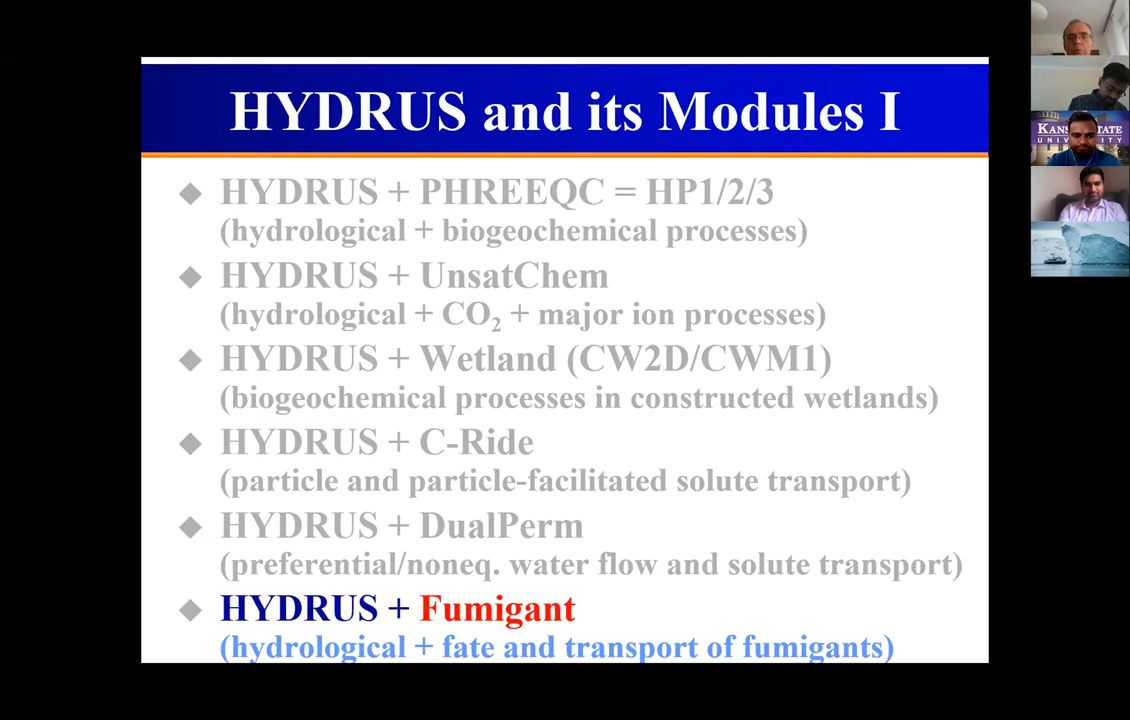 HYDRUS and its Modules I
HYDRUS + PHREEQC = HP1/2/3
(hydrological + biogeochemical processes)
HYDRUS + UnsatChem
(hydrological + CO₂ + major ion processes)
HYDRUS + Wetland (CW2D/CWM1)
(biogeochemical processes in constructed wetlands)
HYDRUS + C-Ride
(particle and particle-facilitated solute transport)
HYDRUS + DualPerm
(preferential/noneq. water flow and solute transport)
HYDRUS + Fumigant
(hydrological + fate and transport of fumigants)